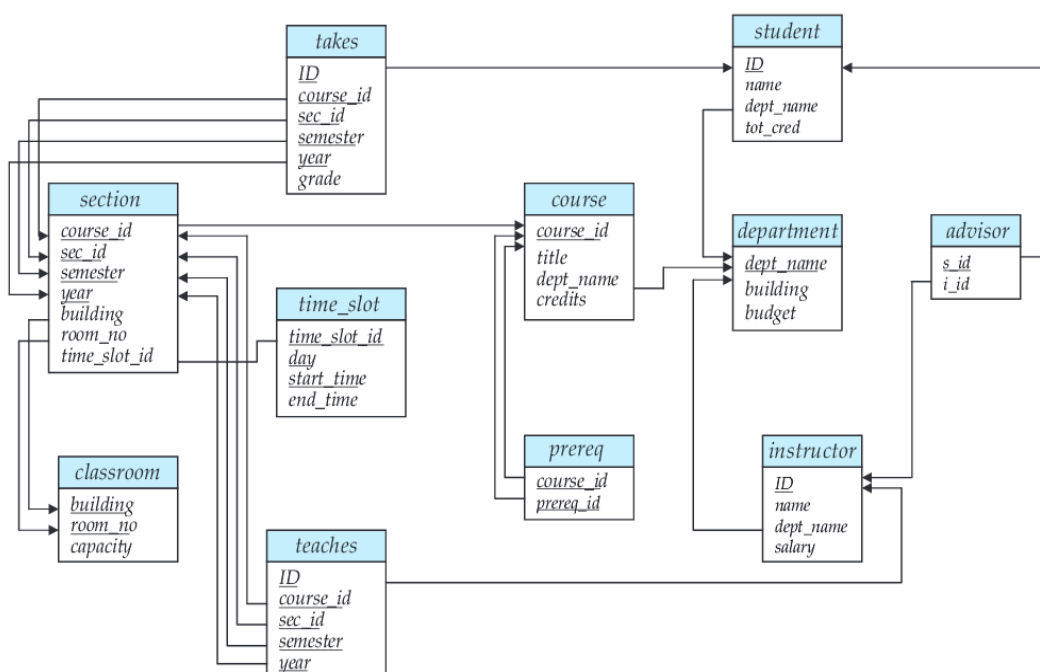 takes
ID
course_id
sec_id
semester
year
grade
student
ID
name
dept_name
tot_cred
section
course_id
sec_id
semester
year
building
room_no
time_slot_id
course
course_id
title
dept_name
credits
department
dept_name
building
budget
advisor
s_id
i_id
time_slot
time_slot_id
day
start_time
end_time
classroom
building
room_no
capacity
prereq
course_id
prereq_id
instructor
ID
name
dept_name
salary
teaches
ID
course_id
sec_id
semester
year